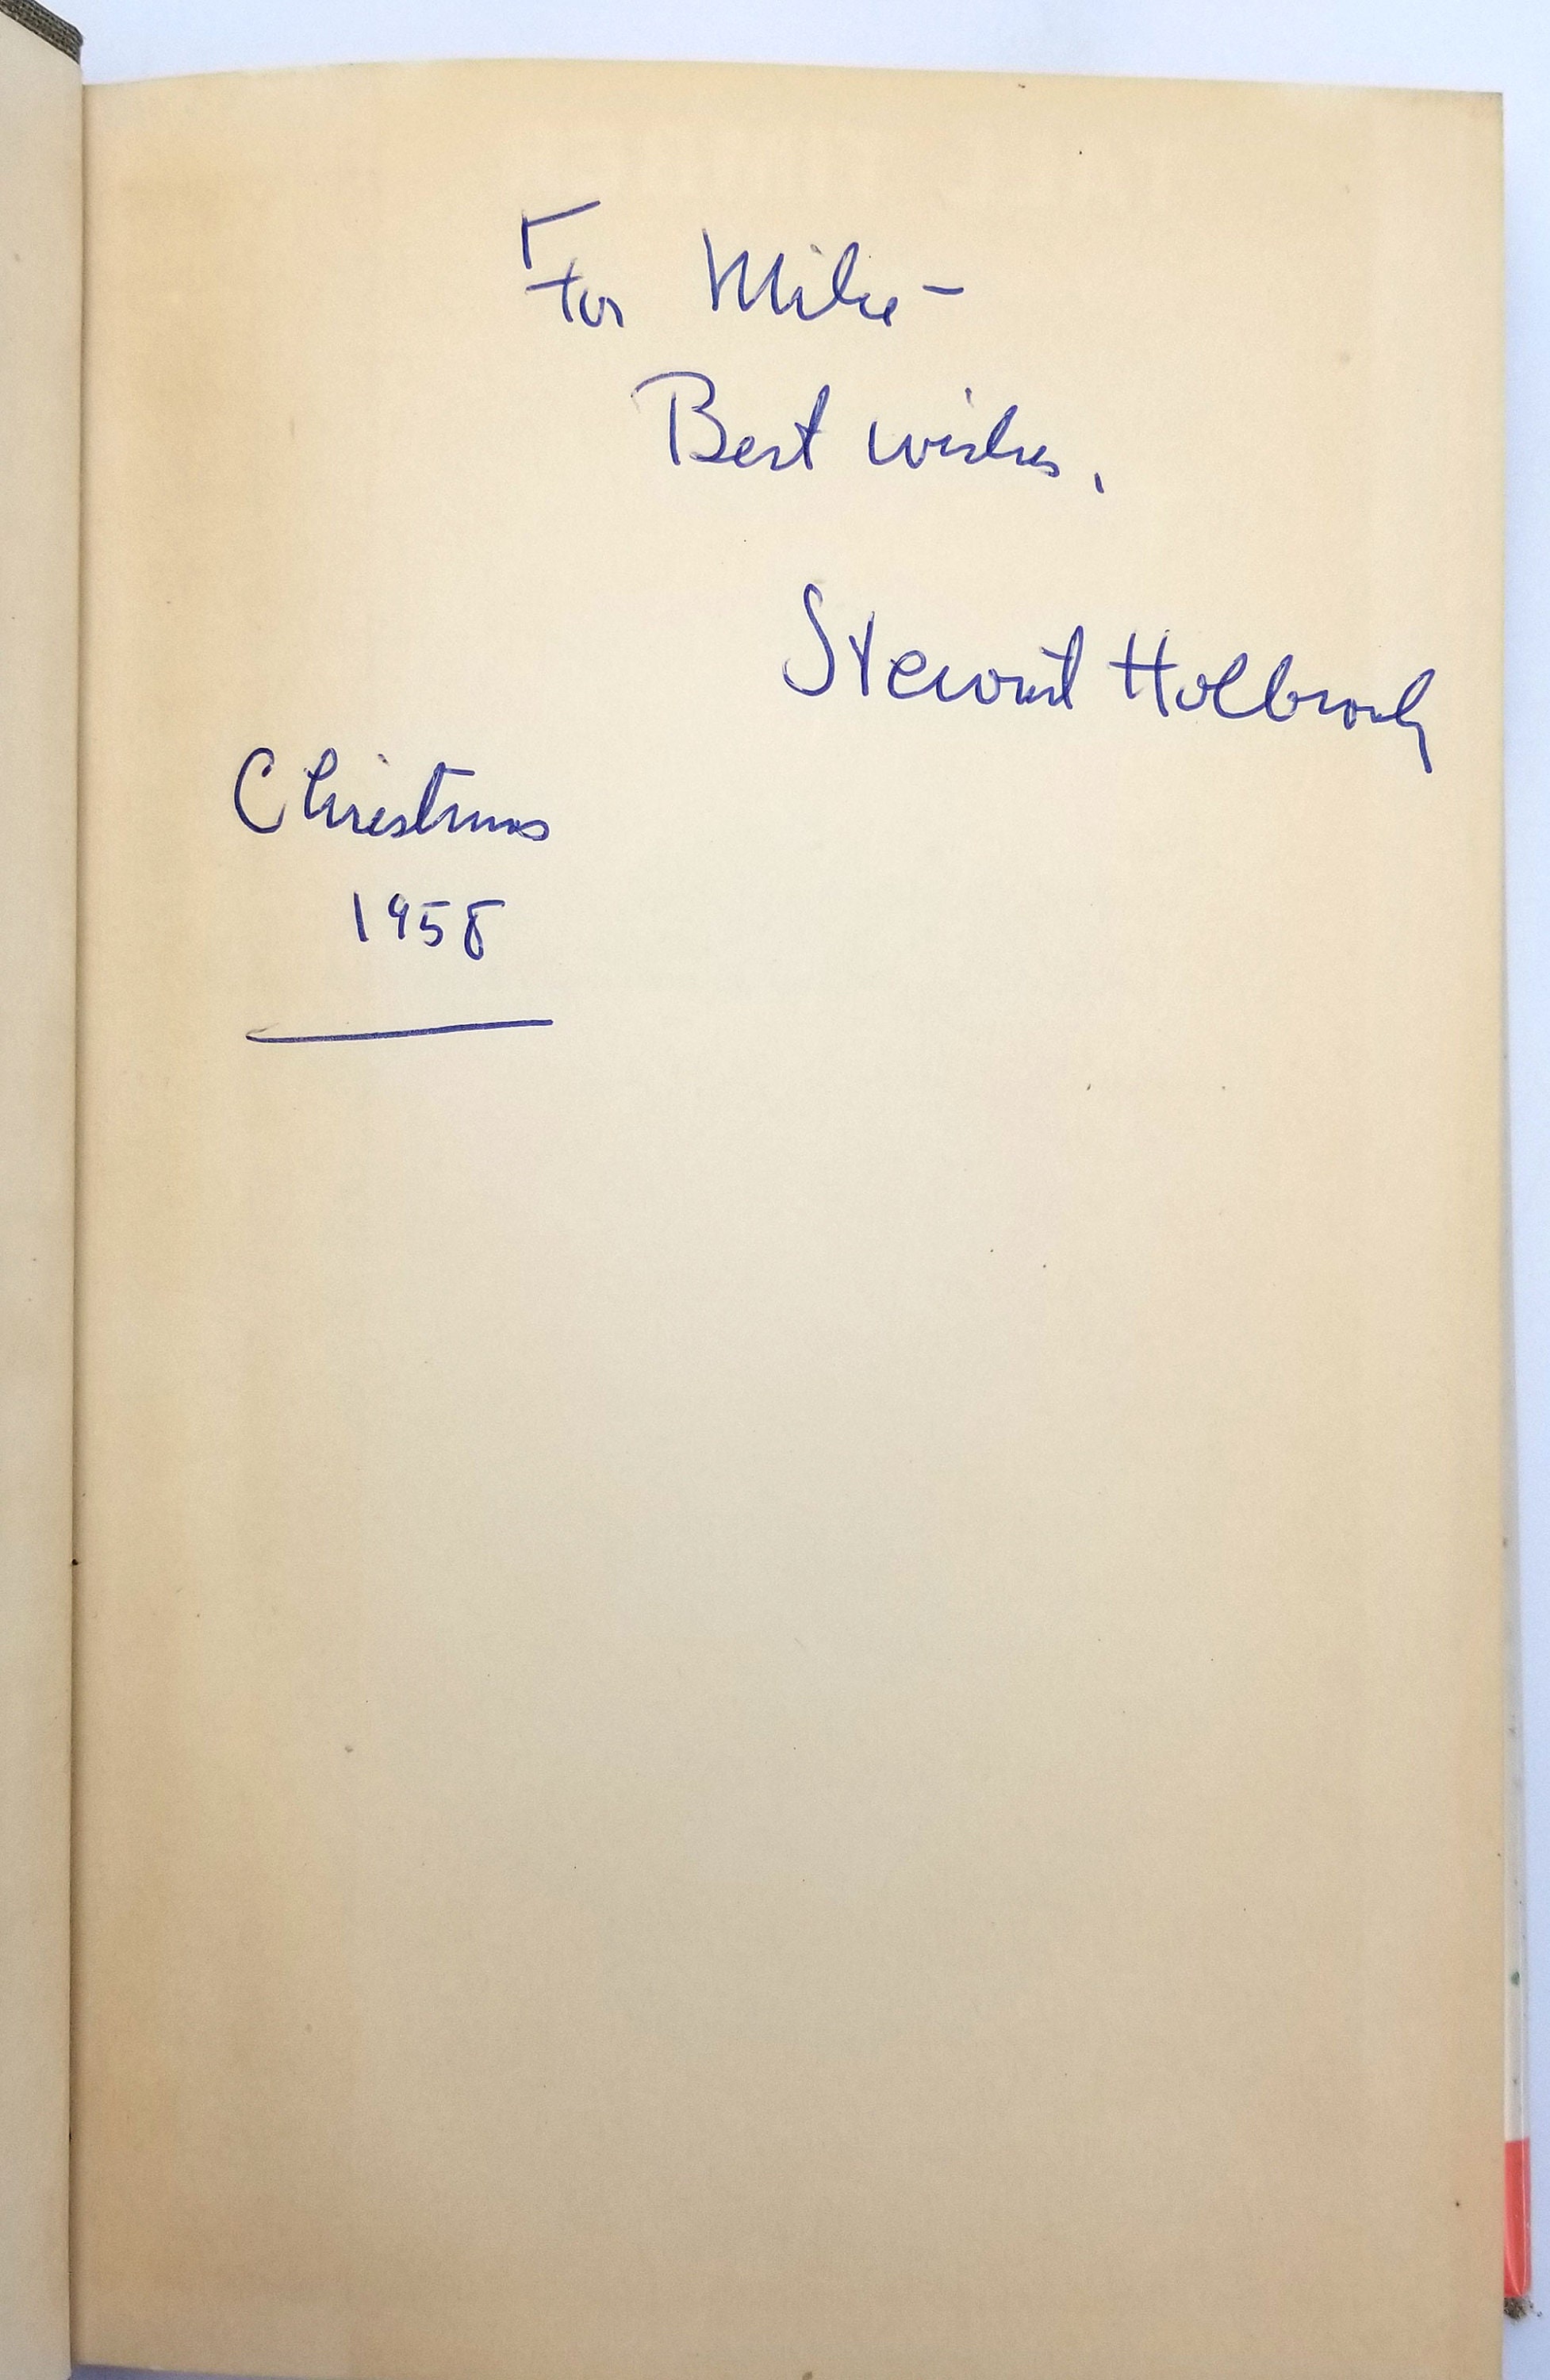 For Mike –
Best wishes,
Stewart Holbrook
Christmas
1958